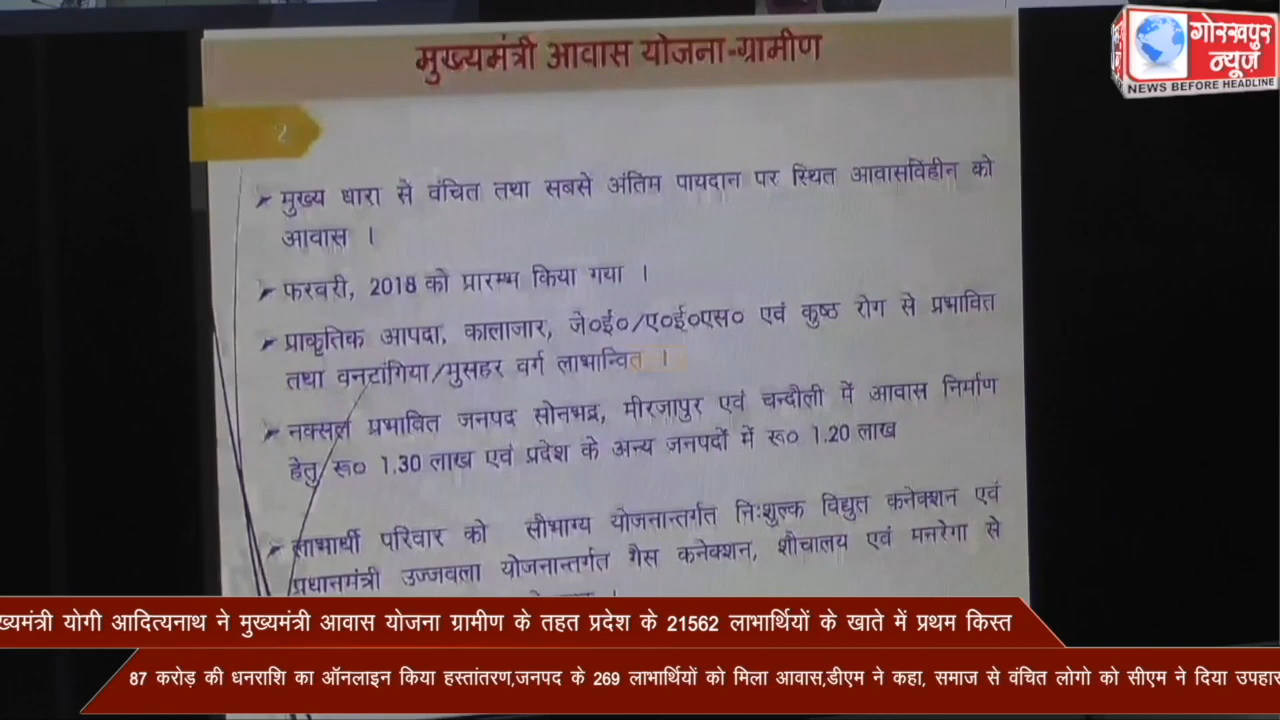 मुख्यमंत्री आवास योजना-ग्रामीण
गोरखपुर
न्यूज़
NEWS BEFORE HEADLINE
2
➤ मुख्य धारा से वंचित तथा सबसे अंतिम पायदान पर स्थित आवासविहीन को
आवास ।
➤ फरवरी, 2018 को प्रारम्भ किया गया ।
➤ प्राकृतिक आपदा, कालाजार, जे०ई०/ए०ई०एस० एवं कुष्ठ रोग से प्रभावित
तथा वनटांगिया/मुसहर वर्ग लाभान्वित ।
➤ नक्सल प्रभावित जनपद सोनभद्र, मीरजापुर एवं चन्दौली में आवास निर्माण
हेतु रू० 1.30 लाख एवं प्रदेश के अन्य जनपदों में रू० 1.20 लाख
➤ लाभार्थी परिवार को सौभाग्य योजनान्तर्गत निःशुल्क विद्युत कनेक्शन एवं
प्रधानमंत्री उज्जवला योजनान्तर्गत गैस कनेक्शन, शौचालय एवं मनरेगा से
ख्यमंत्री योगी आदित्यनाथ ने मुख्यमंत्री आवास योजना ग्रामीण के तहत प्रदेश के 21562 लाभार्थियों के खाते में प्रथम किस्त
87 करोड़ की धनराशि का ऑनलाइन किया हस्तांतरण,जनपद के 269 लाभार्थियों को मिला आवास,डीएम ने कहा, समाज से वंचित लोगो को सीएम ने दिया उपहास